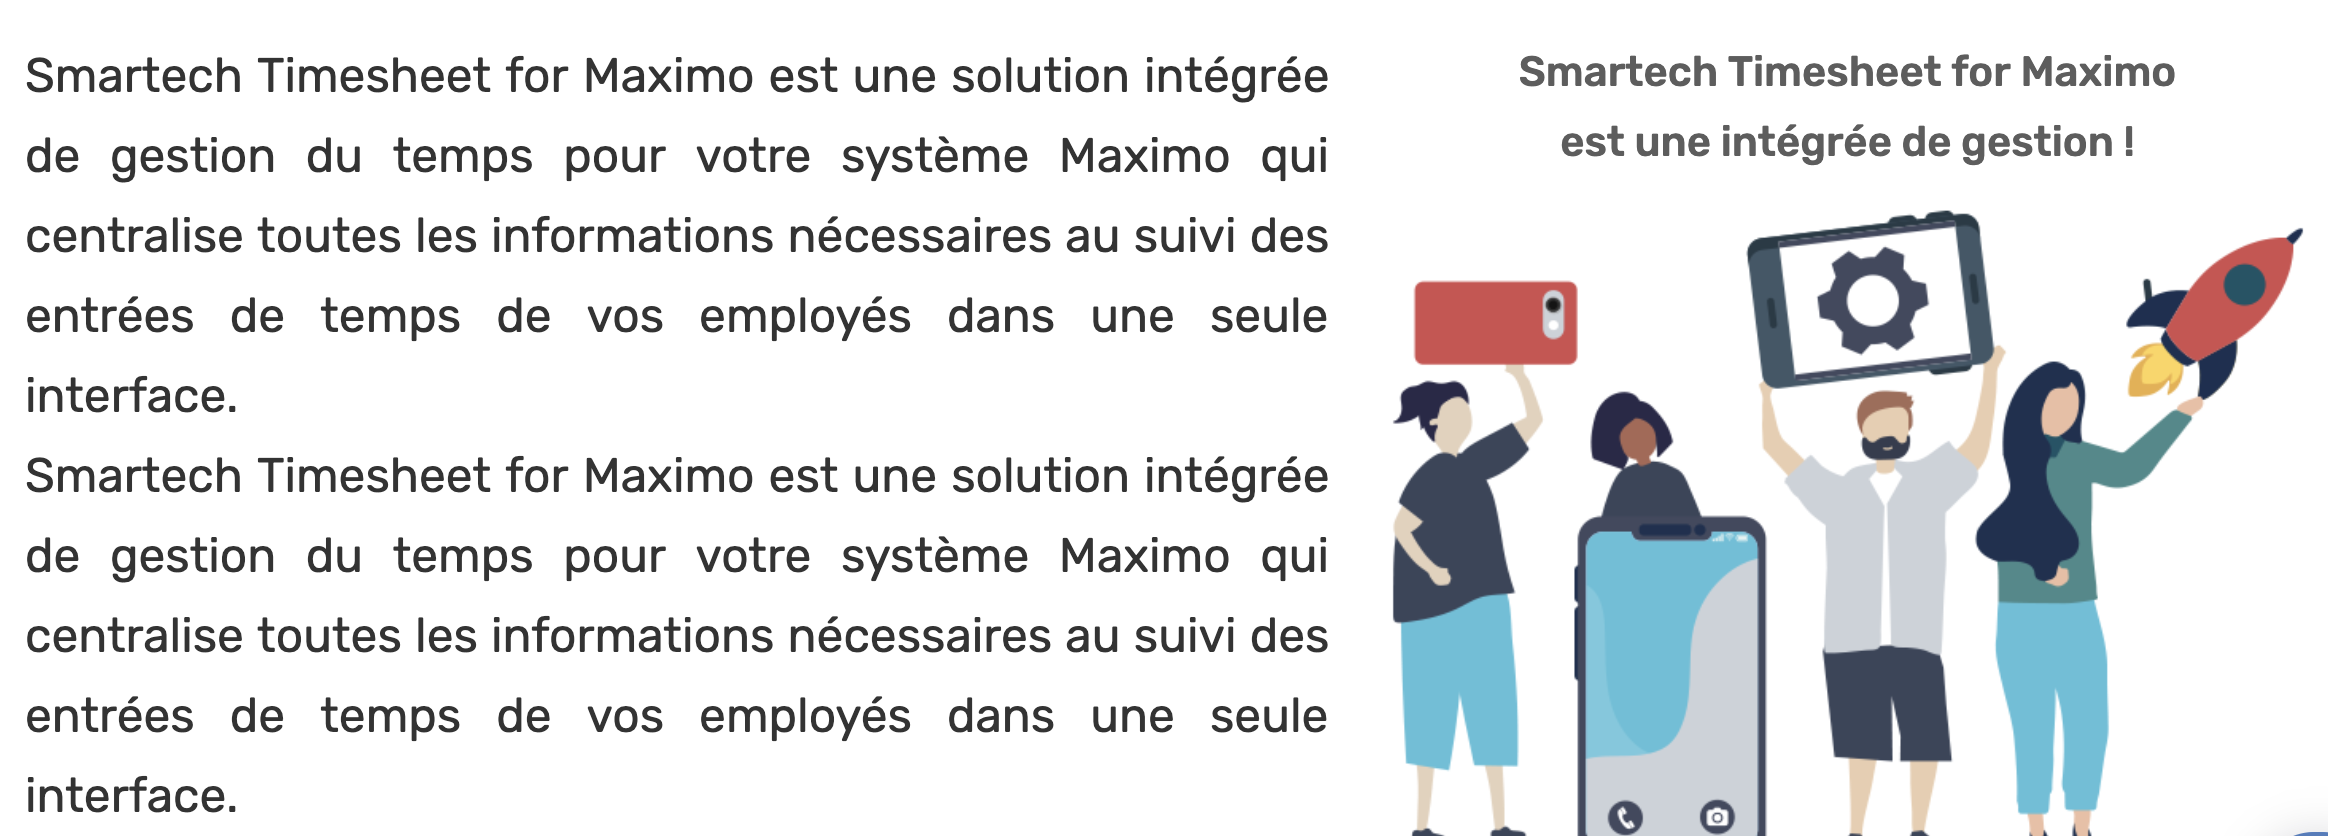 Smartech Timesheet for Maximo est une solution intégrée
de gestion du temps pour votre système Maximo qui
centralise toutes les informations nécessaires au suivi des
entrées de temps de vos employés dans une seule
interface.
Smartech Timesheet for Maximo est une solution intégrée
de gestion du temps pour votre système Maximo qui
centralise toutes les informations nécessaires au suivi des
entrées de temps de vos employés dans une seule
interface.
Smartech Timesheet for Maximo
est une intégrée de gestion !